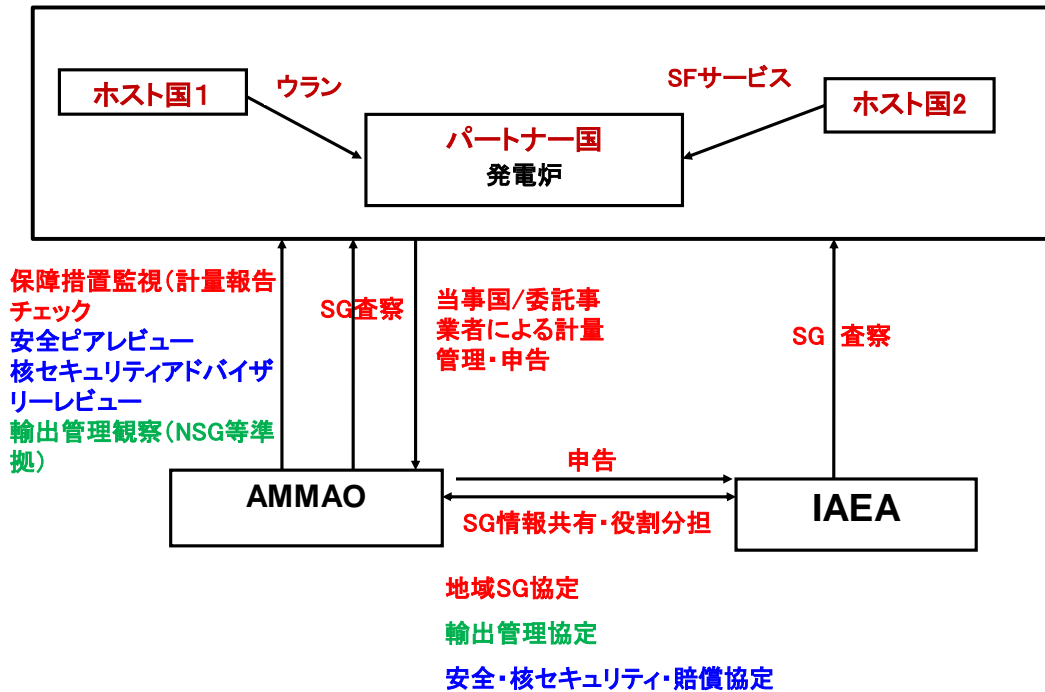 ホスト国1
ウラン
SFサービス
ホスト国2
パートナー国
発電炉
保障措置監視(計量報告
チェック
安全ピアレビュー
核セキュリティアドバイザ
リーレビュー
輸出管理観察(NSG等準
拠)
SG査察
当事国/委託事
業者による計量
管理・申告
SG 査察
AMMAO
申告
SG情報共有・役割分担
IAEA
地域SG協定
輸出管理協定
安全・核セキュリティ・賠償協定